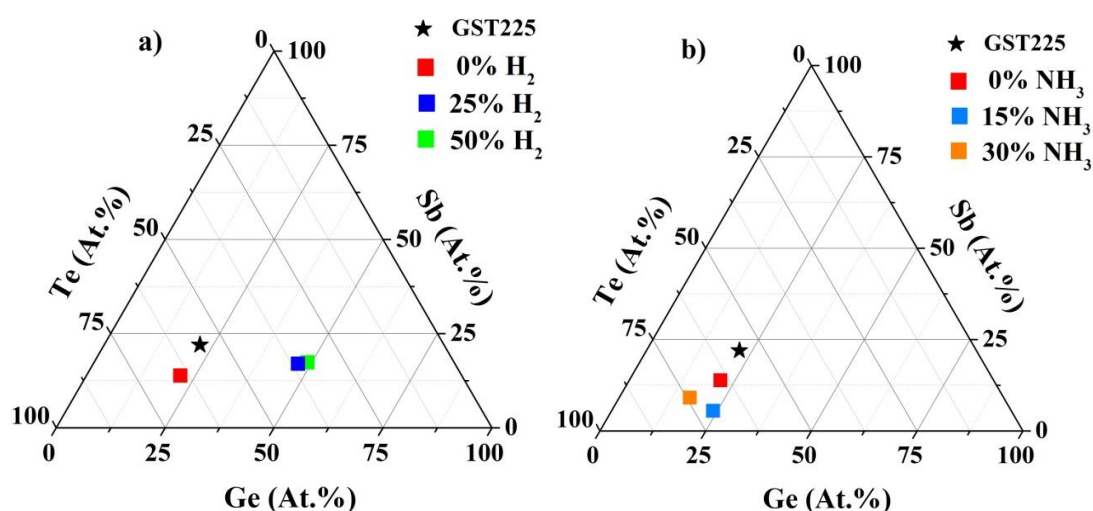 a)
★ GST225
0% H₂
25% H₂
50% H₂
0
100
25
75
50
50
75
25
100
0
0
25
50
75
100
Te (At.%)
Sb (At.%)
Ge (At.%)
b)
★ GST225
0% NH₃
15% NH₃
30% NH₃
0
100
25
75
50
50
75
25
100
0
0
25
50
75
100
Te (At.%)
Sb (At.%)
Ge (At.%)